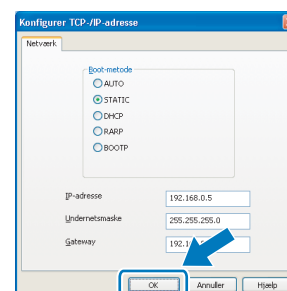 Konfigurer TCP-/IP-adresse
Netværk
Boot-metode
AUTO
STATIC
DHCP
RARP
BOOTP
IP-adresse 192.168.0.5
Undernetsmaske 255.255.255.0
Gateway
OK Annuller Hjælp